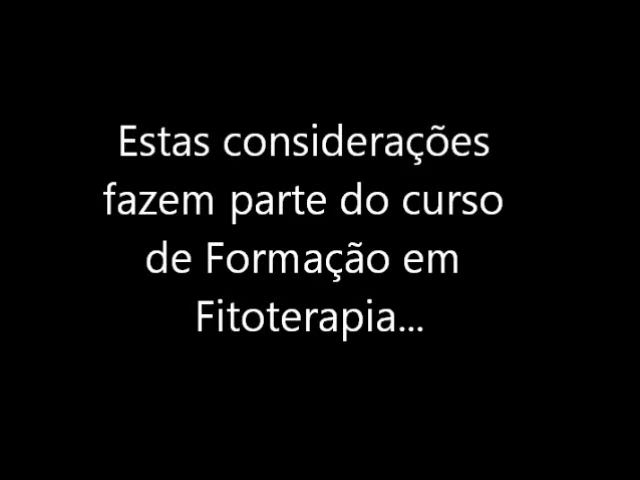 Estas considerações
fazem parte do curso
de Formação em
Fitoterapia...